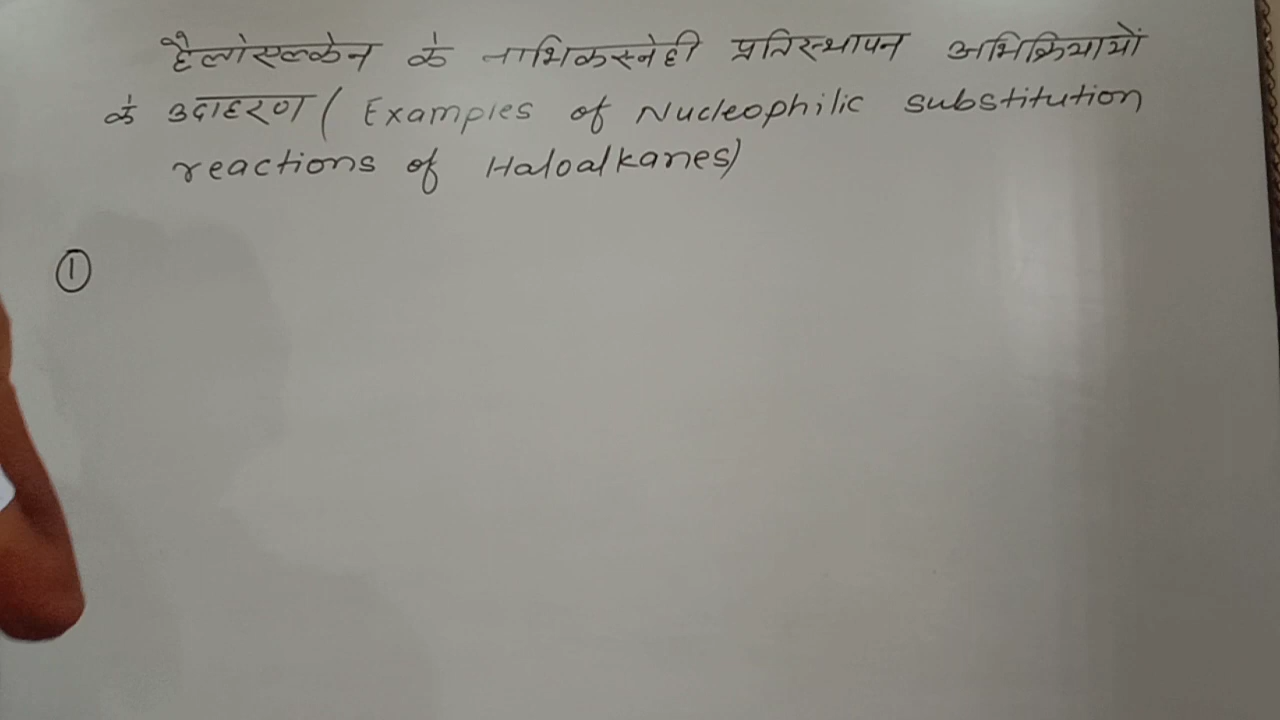 हैलोएल्केन के नाभिकस्नेही प्रतिस्थापन अभिक्रियायों
के उदाहरण ( Examples of Nucleophilic substitution
reactions of Haloalkanes)
①